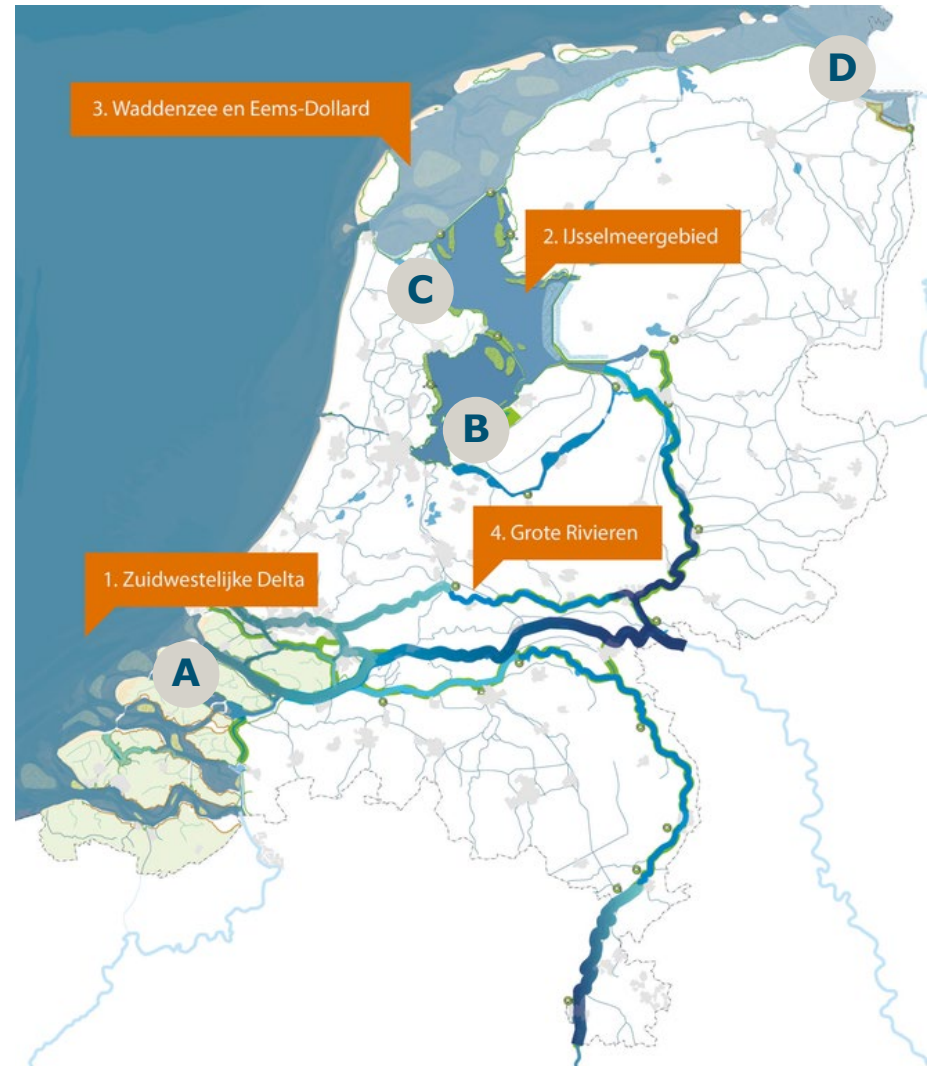 D
3. Waddenzee en Eems-Dollard
2. IJsselmeergebied
C
B
4. Grote Rivieren
1. Zuidwestelijke Delta
A